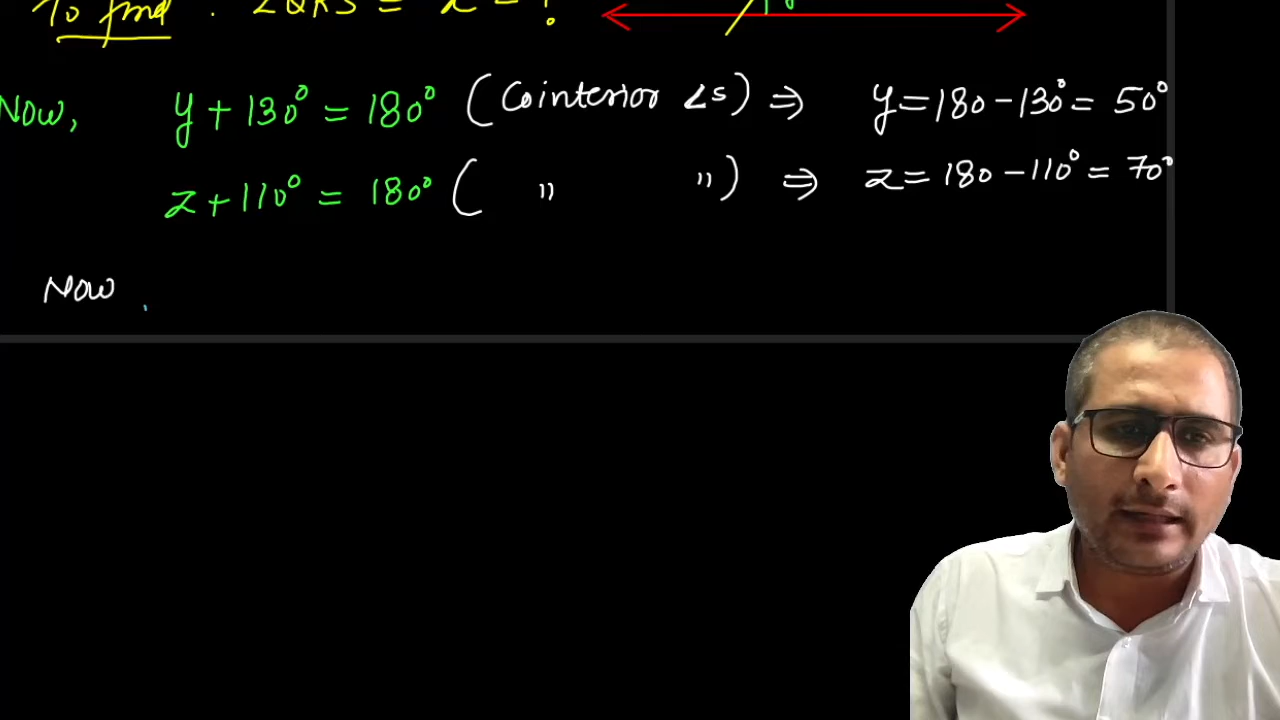 To find : ∠QRS = x = ?
Now, y + 130° = 180° (Cointerior ∠s) ⇒ y = 180 - 130° = 50°
z + 110° = 180° ( " " ) ⇒ z = 180 - 110° = 70°
Now